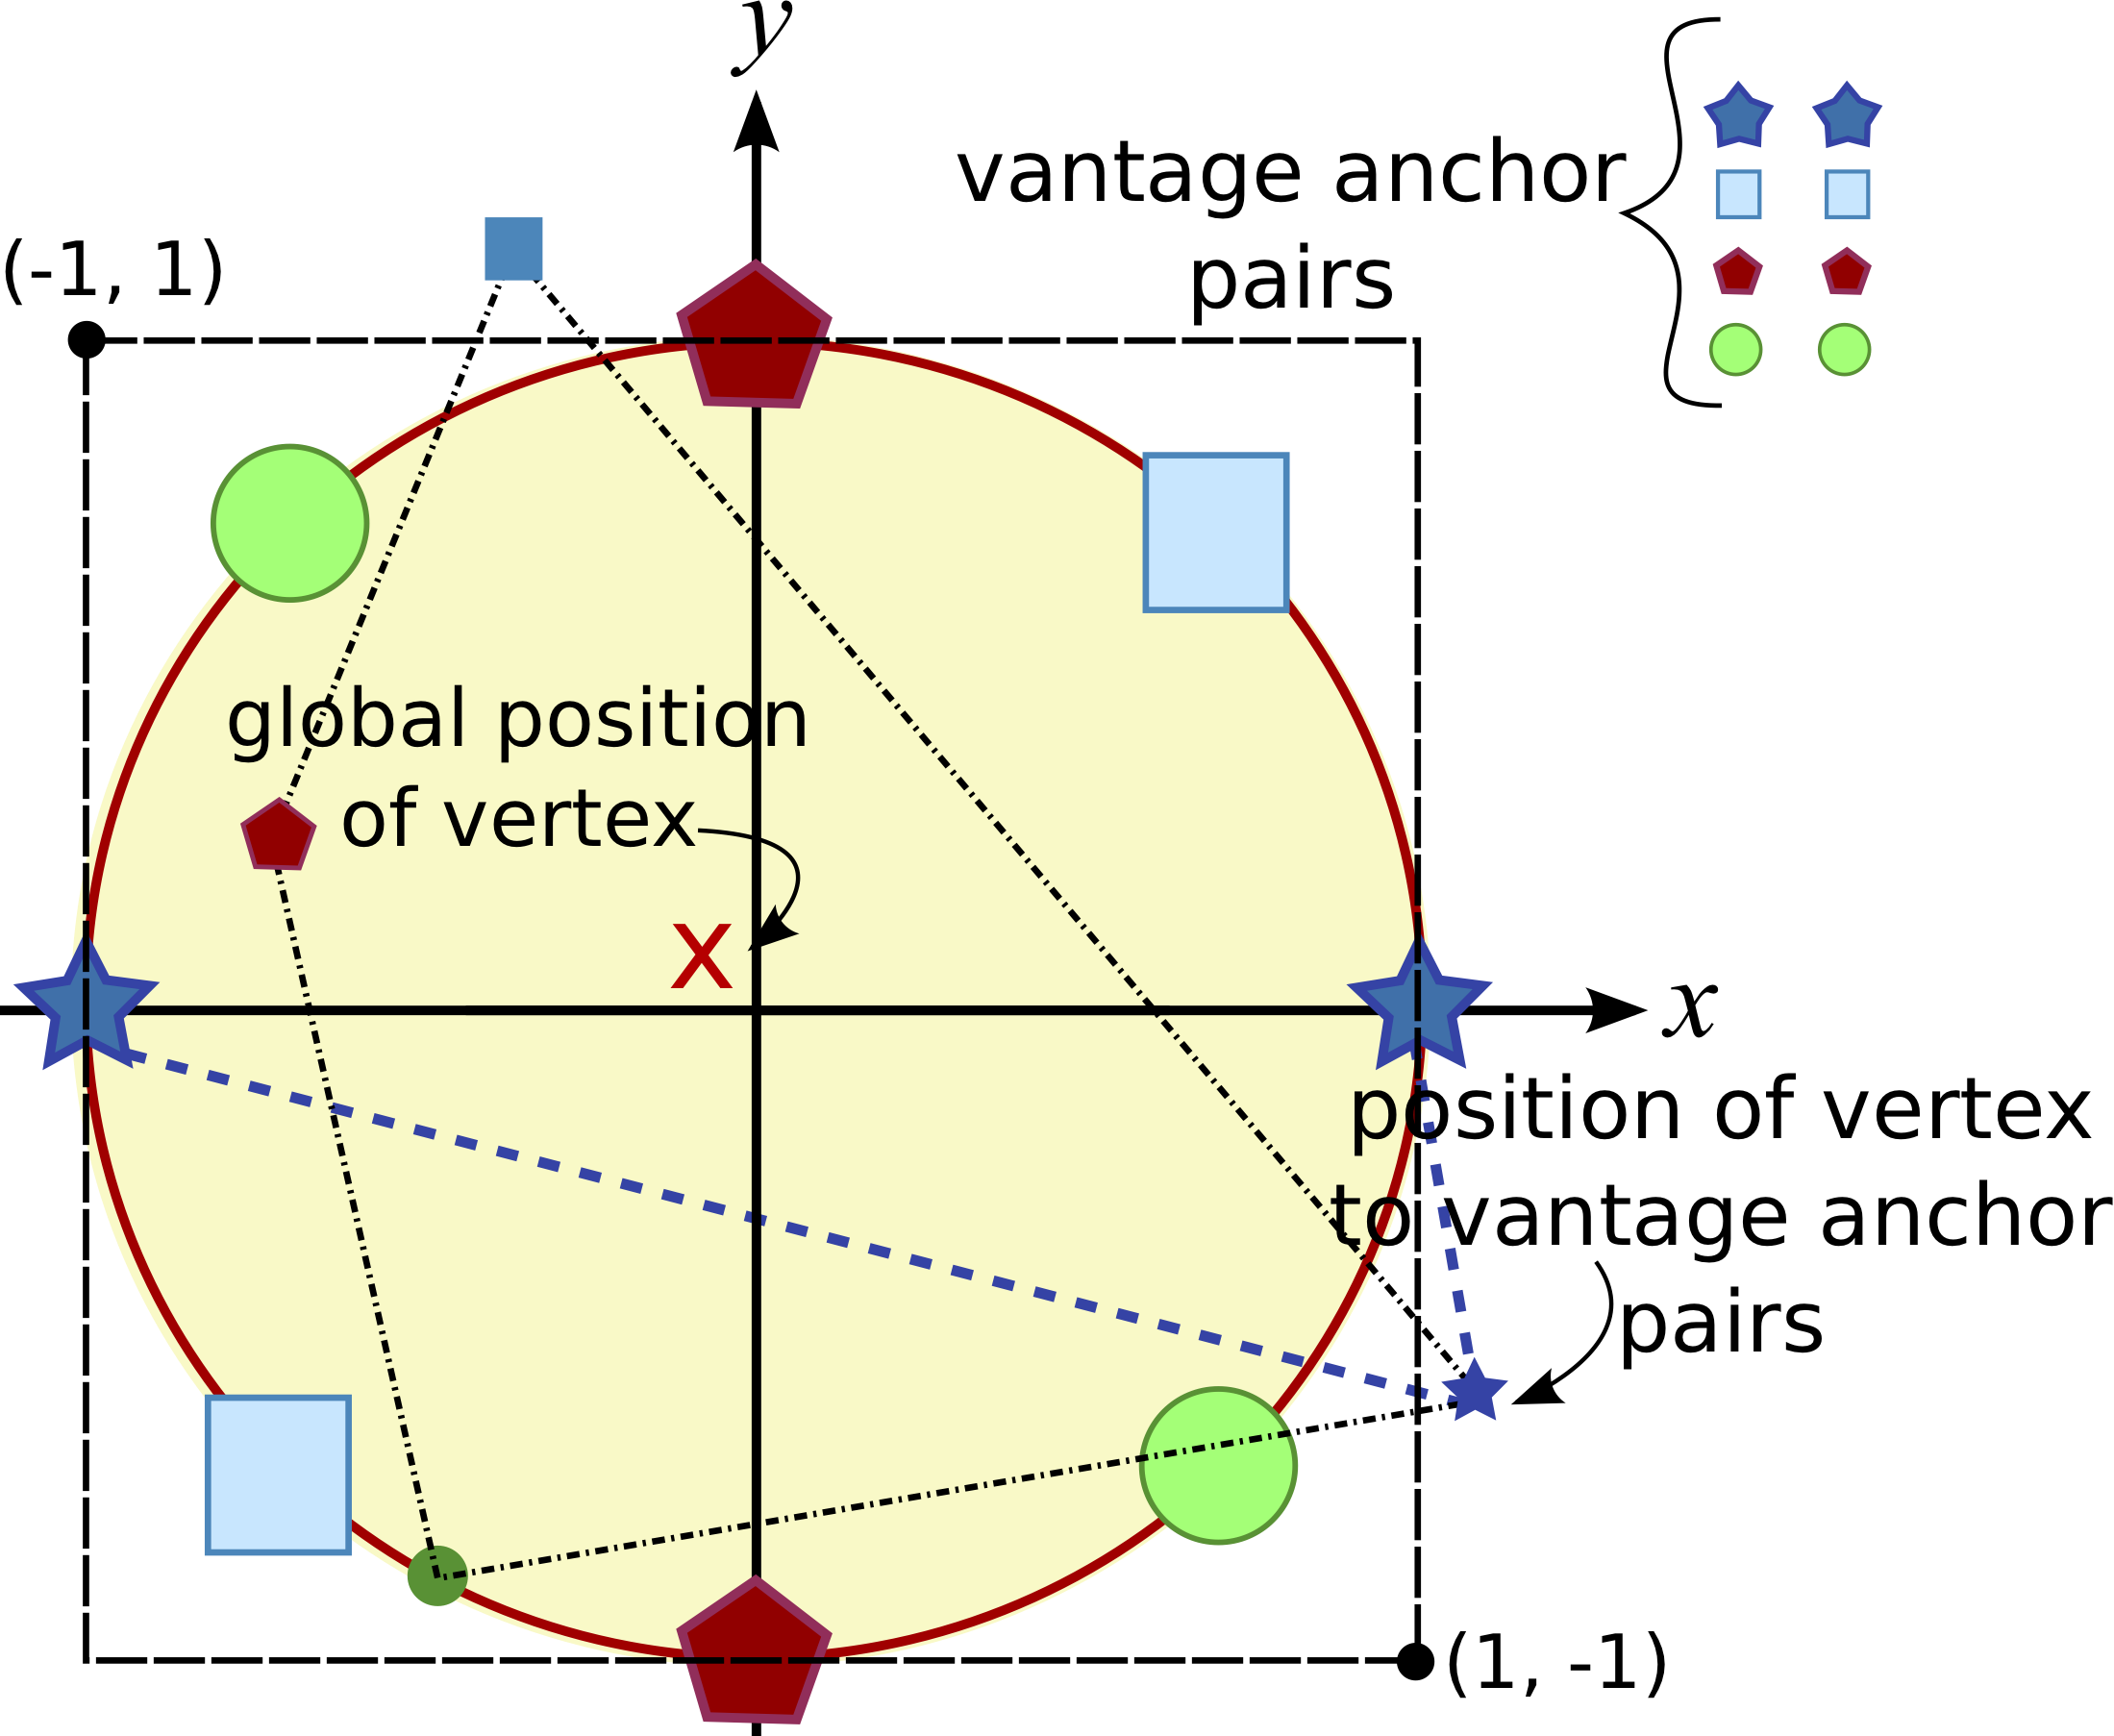 y
vantage anchor
pairs
(-1, 1)
global position
of vertex
x
x
position of vertex
to vantage anchor
pairs
(1, -1)